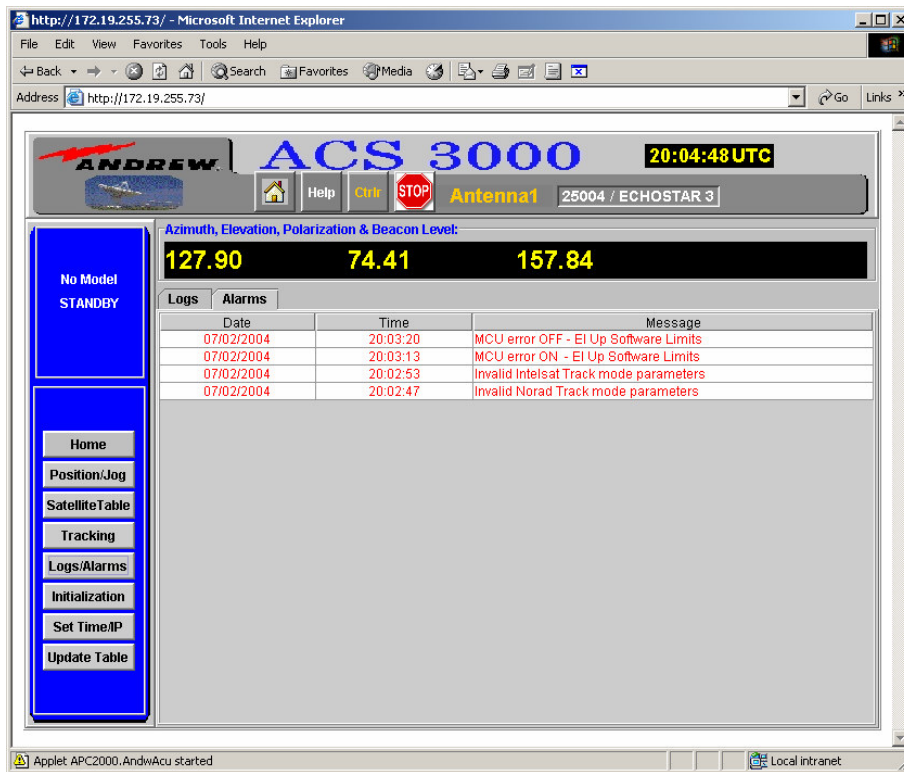 http://172.19.255.73/ - Microsoft Internet Explorer
File Edit View Favorites Tools Help
Back Search Favorites Media
Address http://172.19.255.73/ Go Links »
ANDREW. ACS 3000 20:04:48 UTC
Help Ctrlr STOP Antenna1 25004 / ECHOSTAR 3
Azimuth, Elevation, Polarization & Beacon Level:
127.90 74.41 157.84
No Model
STANDBY
Logs Alarms
Date Time Message
07/02/2004 20:03:20 MCU error OFF - El Up Software Limits
07/02/2004 20:03:13 MCU error ON - El Up Software Limits
07/02/2004 20:02:53 Invalid Intelsat Track mode parameters
07/02/2004 20:02:47 Invalid Norad Track mode parameters
Home
Position/Jog
SatelliteTable
Tracking
Logs/Alarms
Initialization
Set Time/IP
Update Table
Applet APC2000.AndwAcu started Local intranet